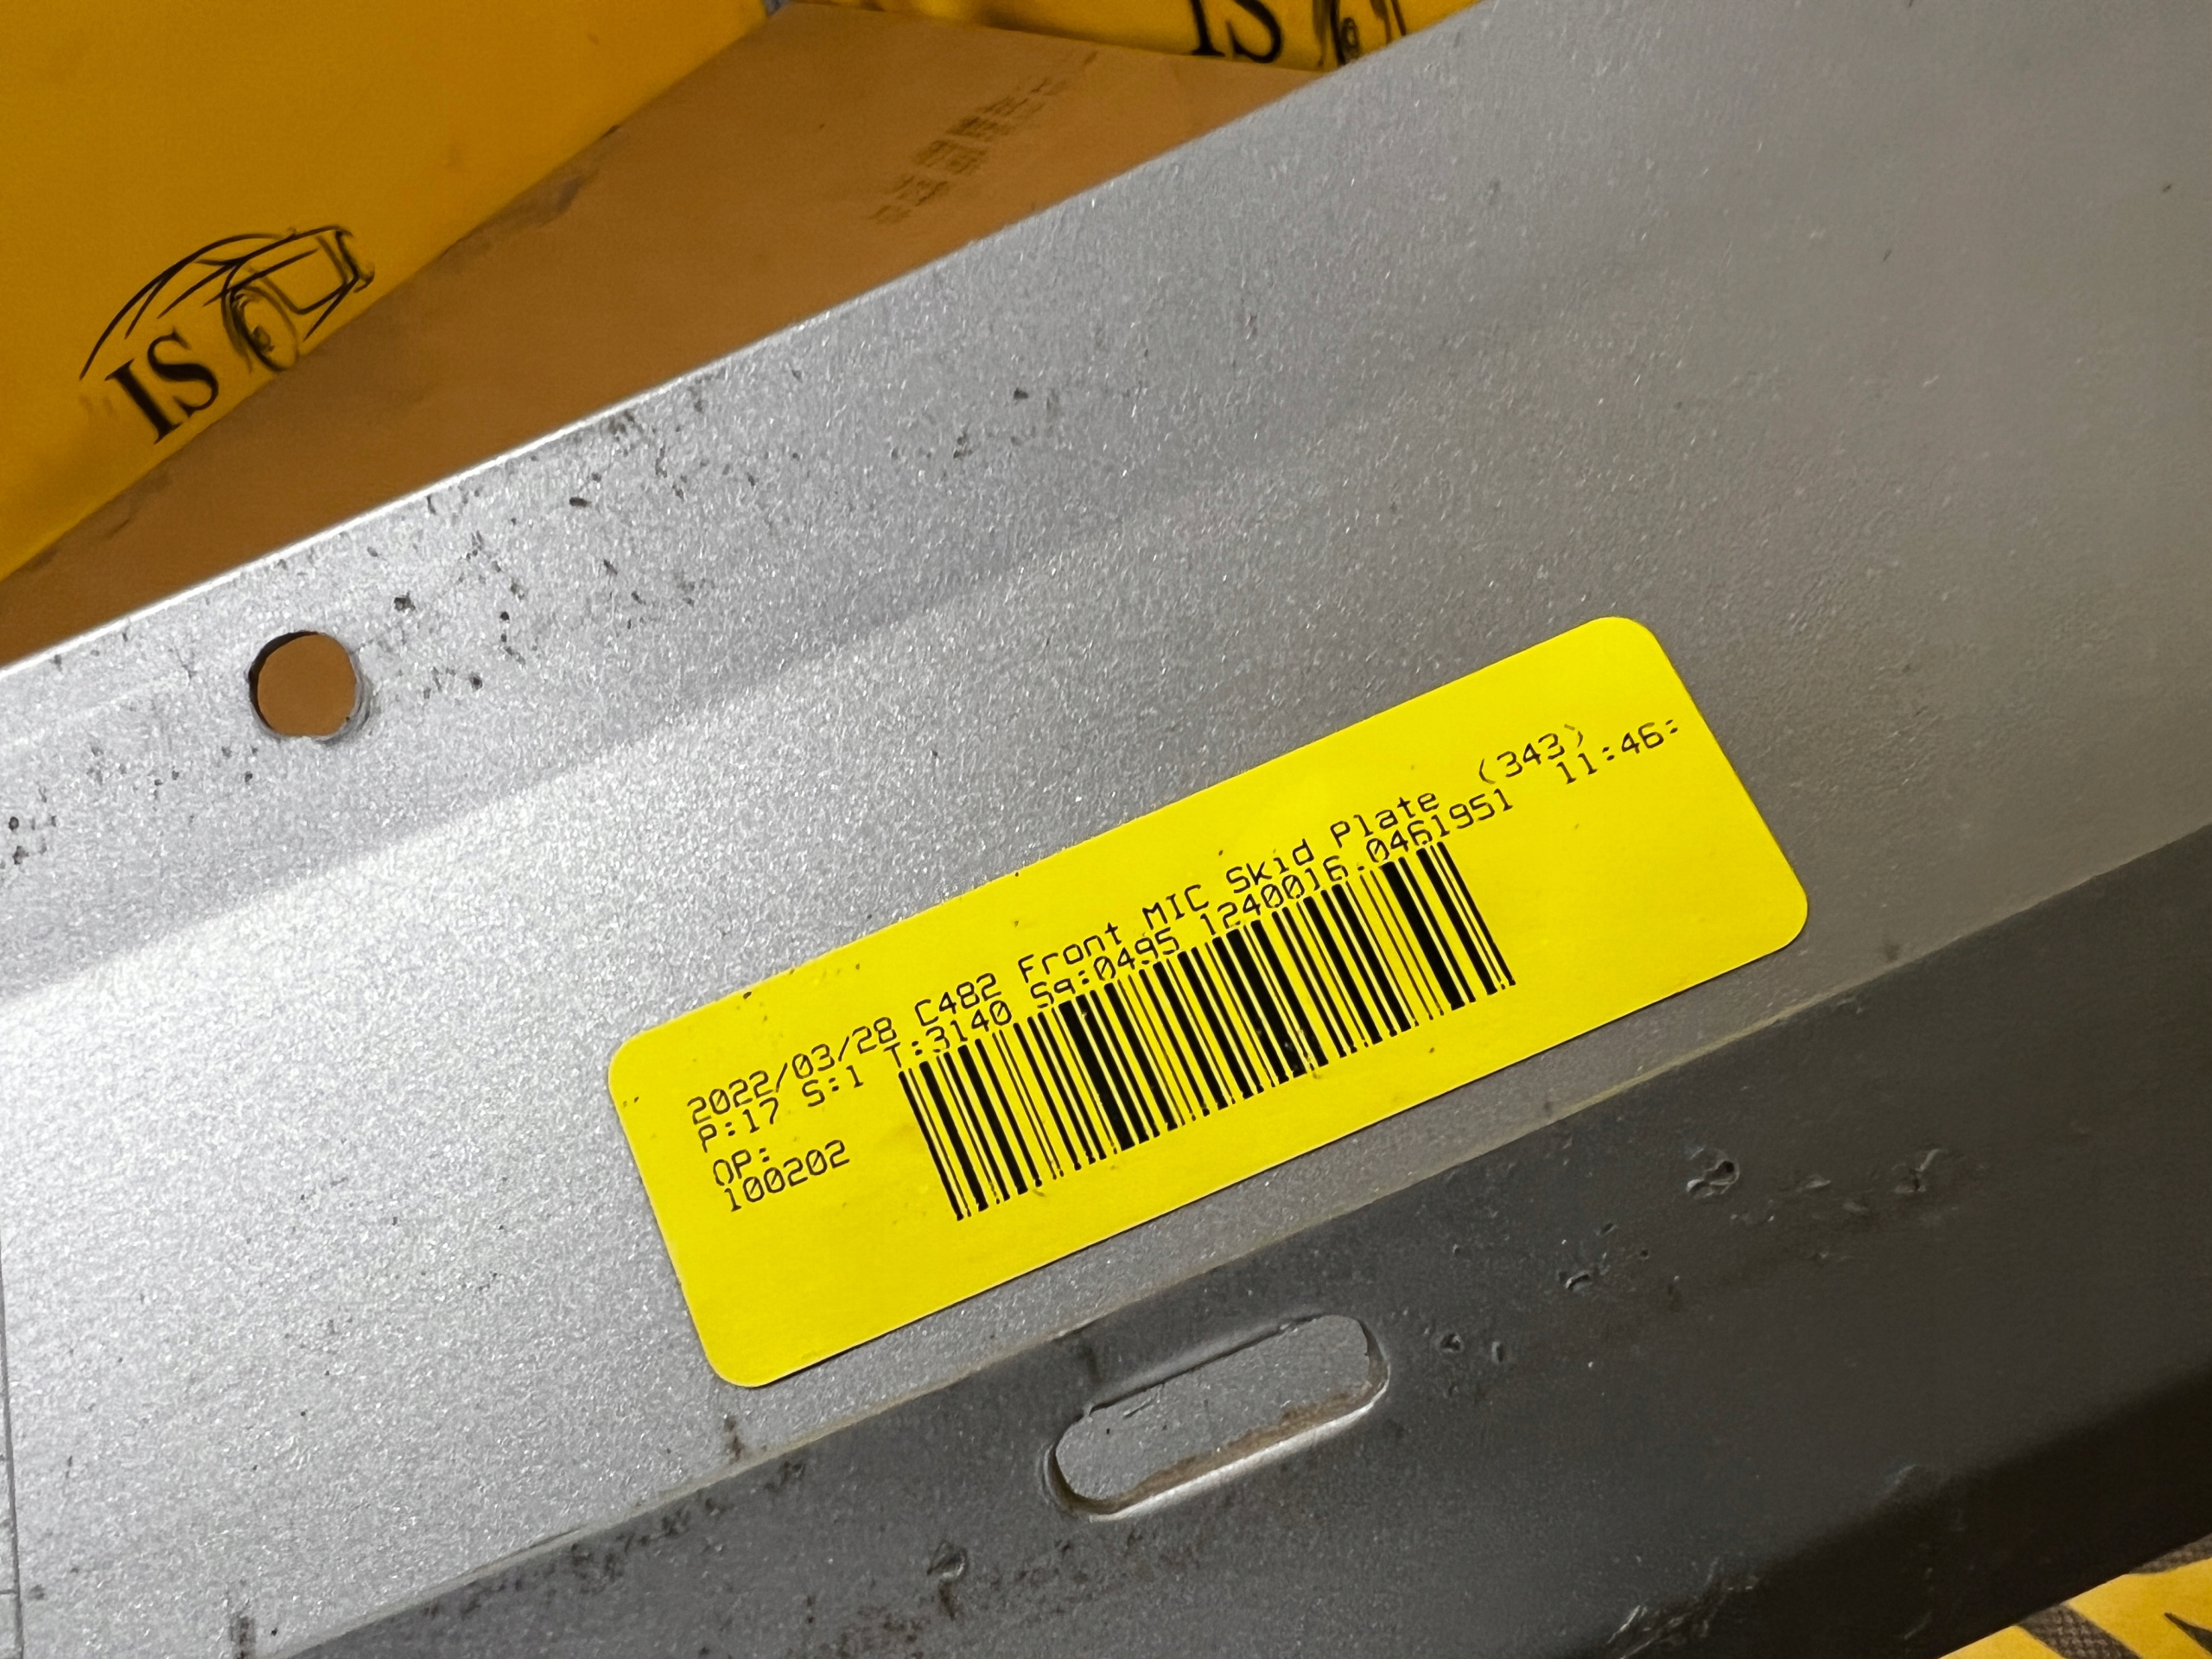 IS
IS
2022/03/28 C482 Front MIC Skid Plate (343)
P:17 S:1 T:3140 Sq:0495 1240016.0461951 11:46:
OP:
100202